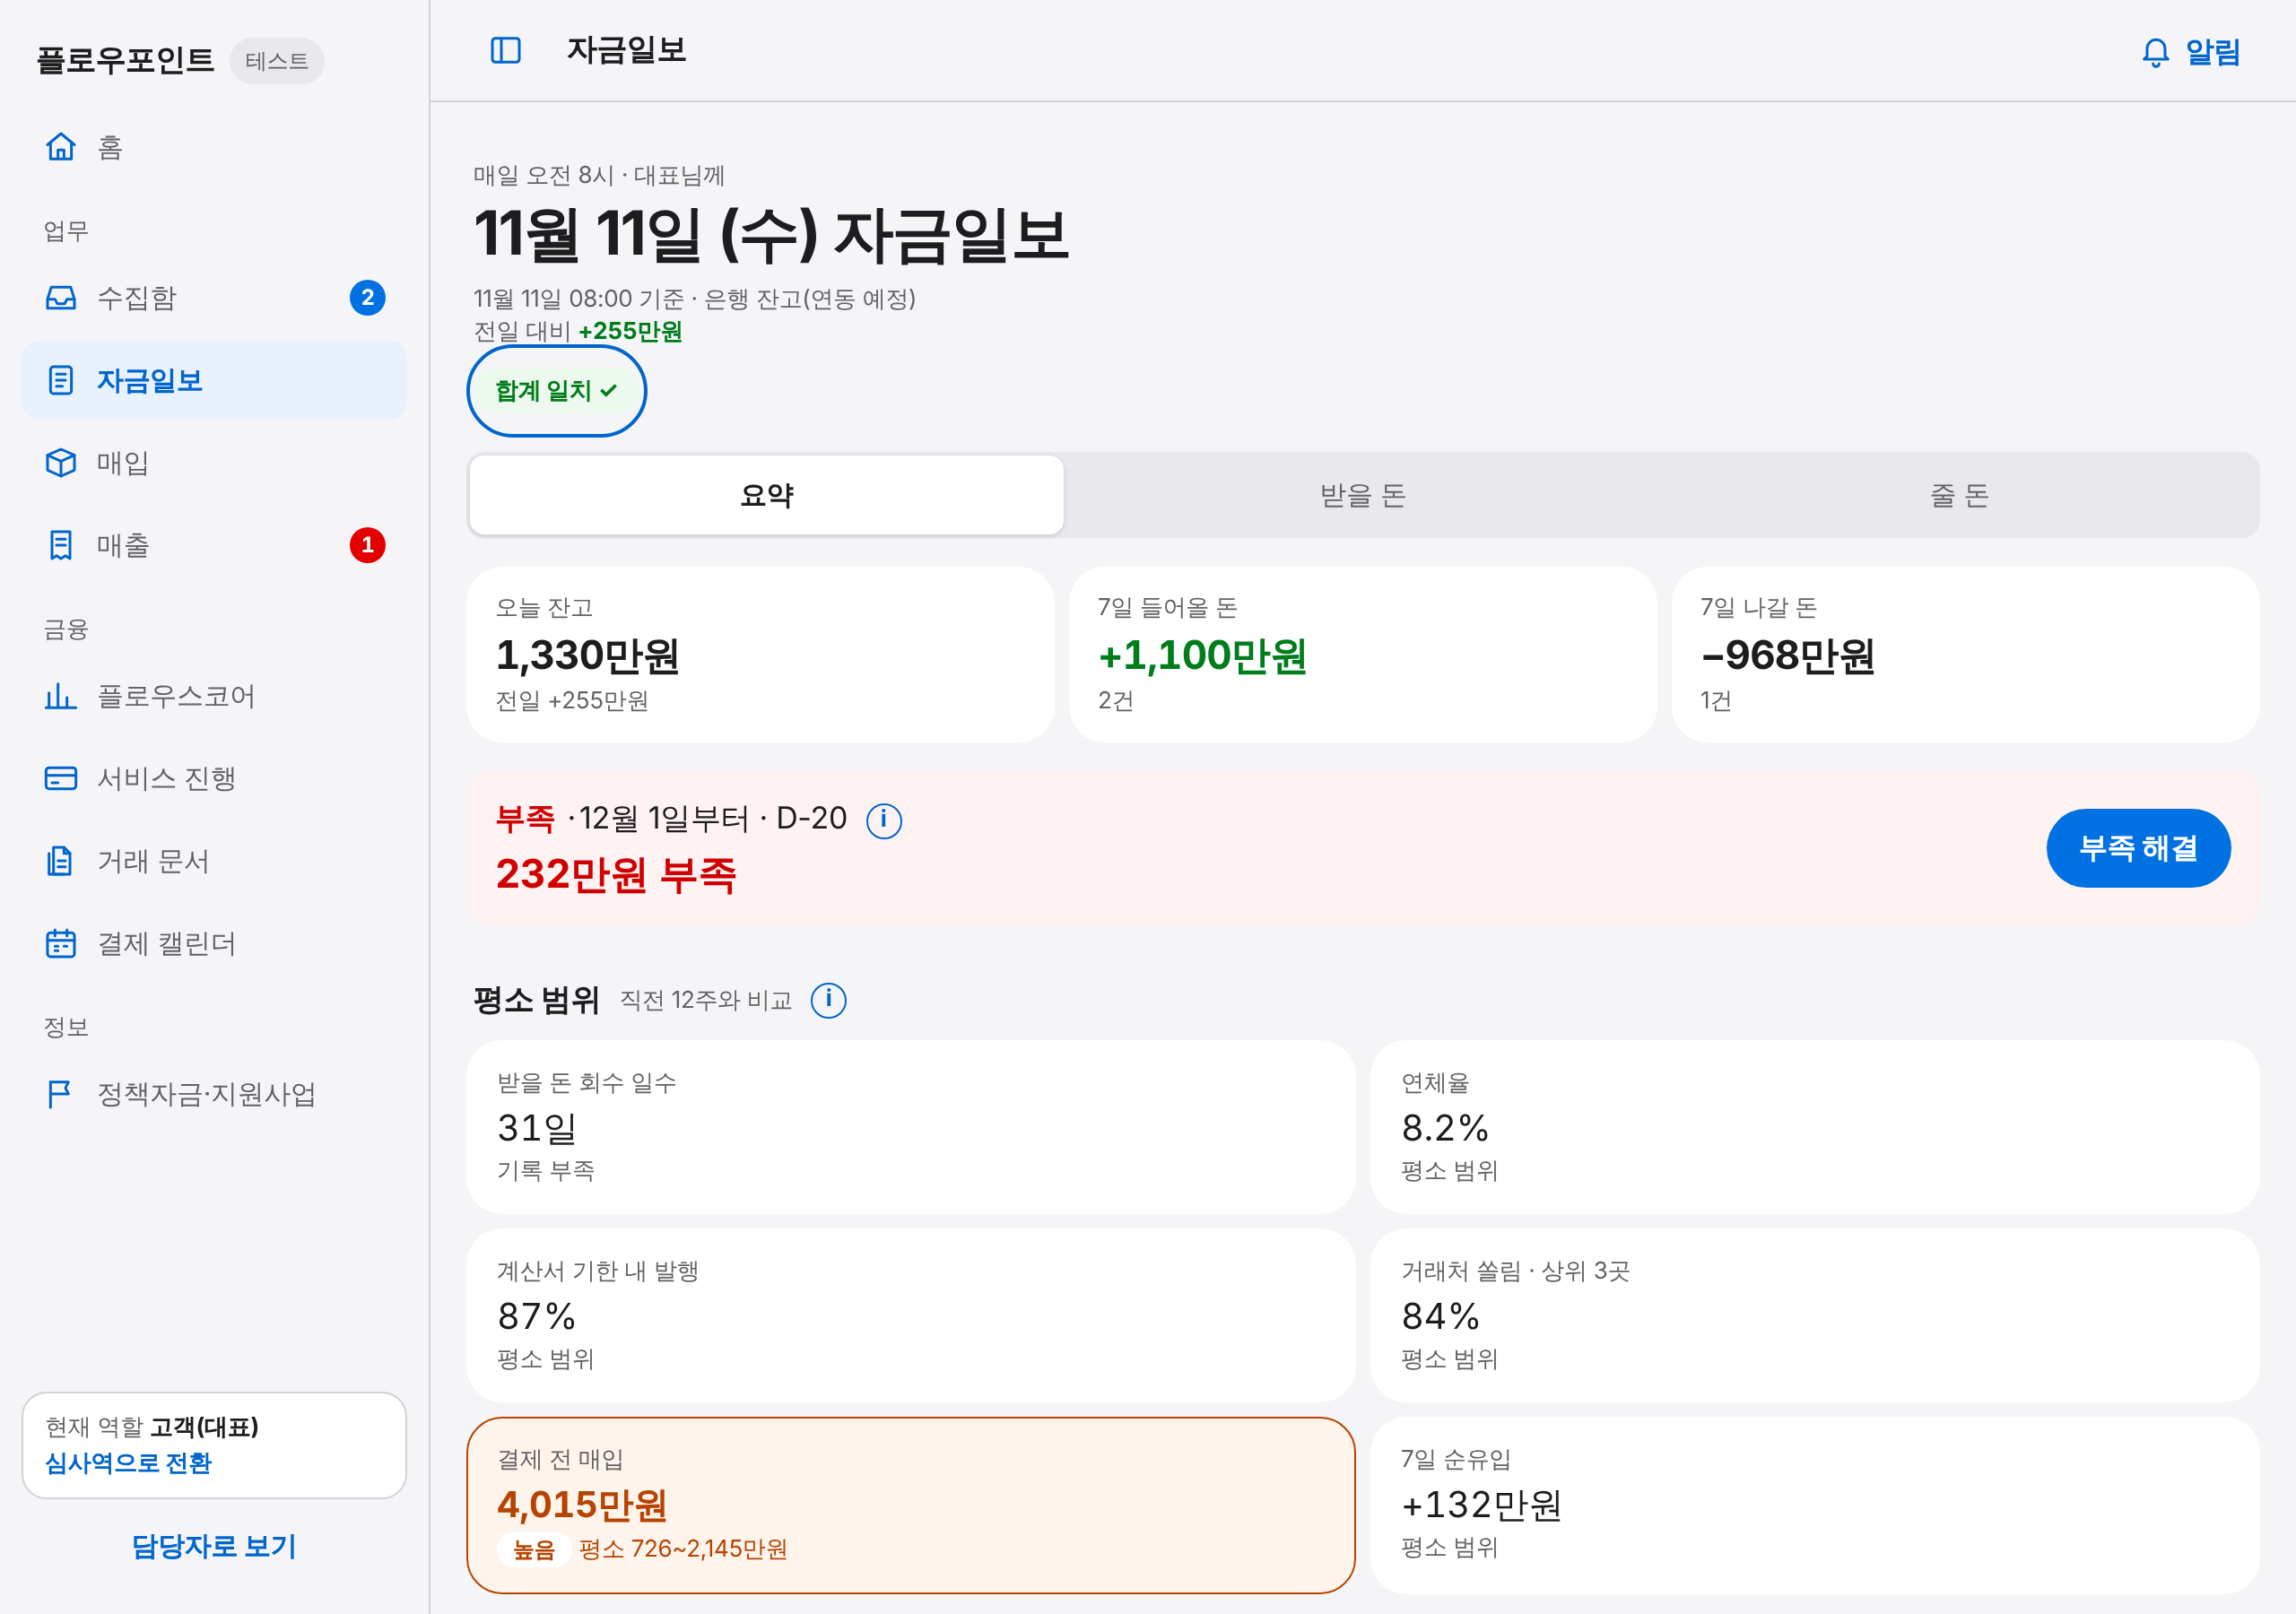 플로우포인트 테스트
홈
업무
수집함 2
자금일보
매입
매출 1
금융
플로우스코어
서비스 진행
거래 문서
결제 캘린더
정보
정책자금·지원사업
현재 역할 고객(대표)
심사역으로 전환
담당자로 보기
자금일보
알림
매일 오전 8시 · 대표님께
11월 11일 (수) 자금일보
11월 11일 08:00 기준 · 은행 잔고(연동 예정)
전일 대비 +255만원
합계 일치 ✓
요약 받을 돈 줄 돈
오늘 잔고
1,330만원
전일 +255만원
7일 들어올 돈
+1,100만원
2건
7일 나갈 돈
−968만원
1건
부족 · 12월 1일부터 · D-20 i
232만원 부족
부족 해결
평소 범위 직전 12주와 비교 i
받을 돈 회수 일수
31일
기록 부족
연체율
8.2%
평소 범위
계산서 기한 내 발행
87%
평소 범위
거래처 쏠림 · 상위 3곳
84%
평소 범위
결제 전 매입
4,015만원
높음 평소 726~2,145만원
7일 순유입
+132만원
평소 범위